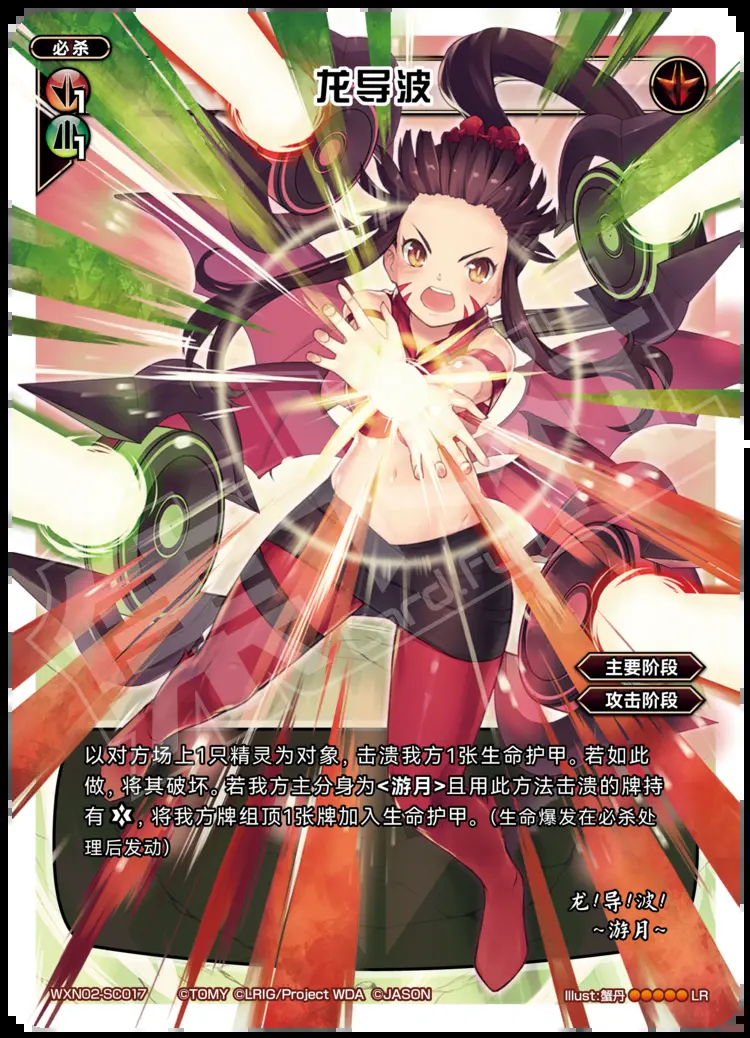 必杀
龙导波
1
1
主要阶段
攻击阶段
以对方场上1只精灵为对象，击溃我方1张生命护甲。若如此
做，将其破坏。若我方主分身为<游月>且用此方法击溃的牌持
有，将我方牌组顶1张牌加入生命护甲。（生命爆发在必杀处
理后发动）
龙！导！波！
~游月~
WXN02-SC017 ©TOMY ©LRIG/Project WDA ©JASON Illust:蟹丹 LR